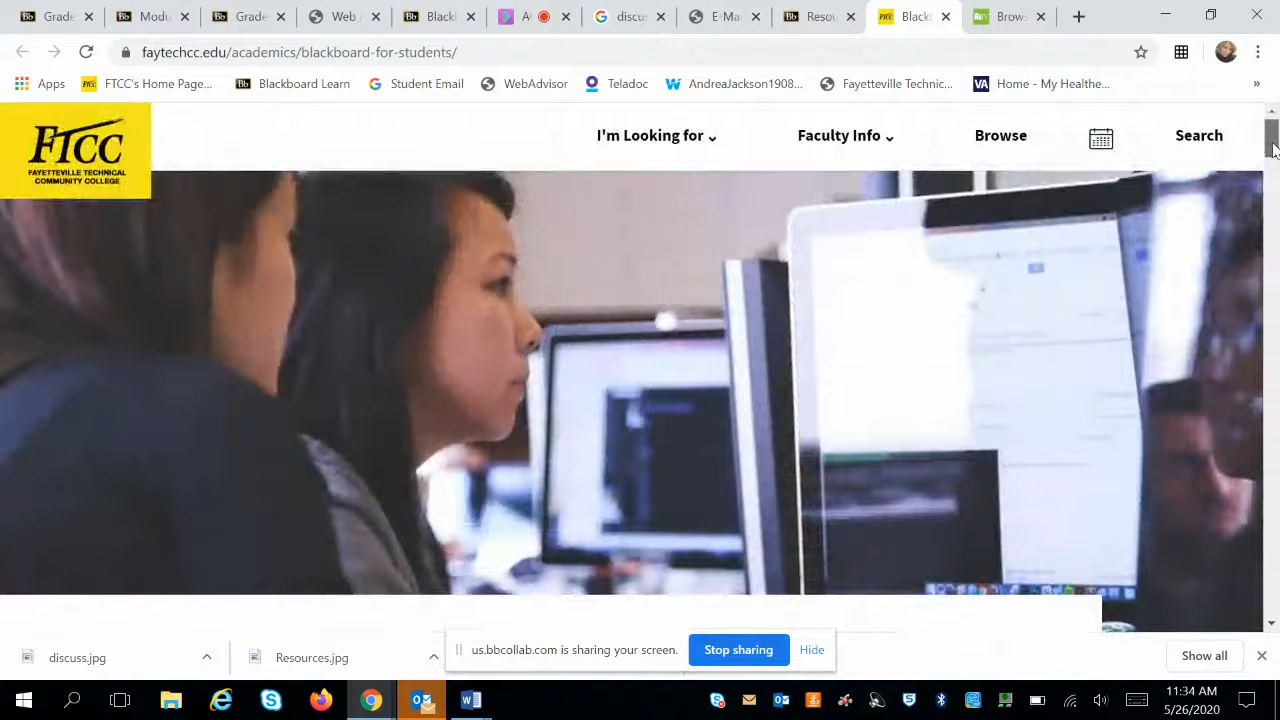 Grade
Modu
Grade
Web
Blackl
A
discus
E-Ma
Resou
Blackl
Brows
faytechcc.edu/academics/blackboard-for-students/
Apps
FTCC's Home Page...
Blackboard Learn
Student Email
WebAdvisor
Teladoc
AndreaJackson1908...
Fayetteville Technic...
Home - My Healthe...
»
FTCC
FAYETTEVILLE TECHNICAL
COMMUNITY COLLEGE
I'm Looking for
Faculty Info
Browse
Search
us.bbcollab.com is sharing your screen.
Stop sharing
Hide
discuss.jpg
Resources.jpg
Show all
11:34 AM
5/26/2020